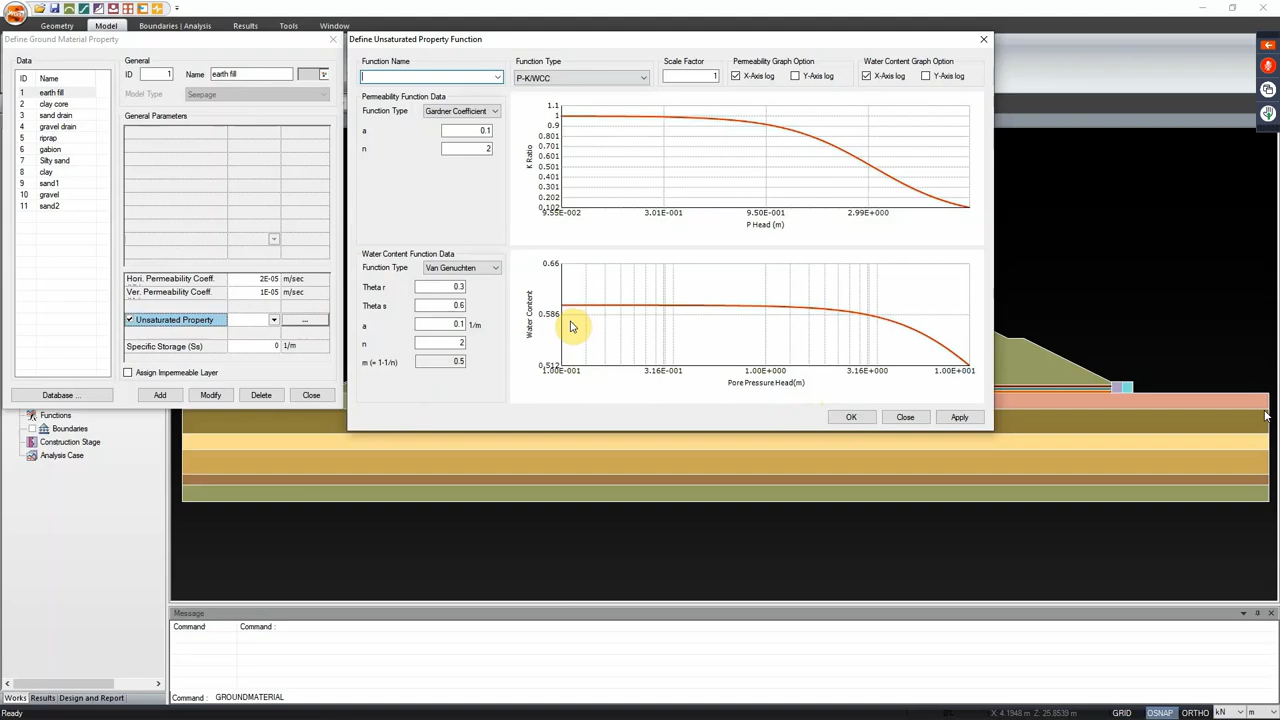 Geometry Model Boundaries | Analysis Results Tools Window
Define Ground Material Property
Data
ID Name
1 earth fill
2 clay core
3 sand drain
4 gravel drain
5 riprap
6 gabion
7 Silty sand
8 clay
9 sand1
10 gravel
11 sand2
Database ...
General
ID 1 Name earth fill
Model Type Seepage
General Parameters
Hori. Permeability Coeff. 2E-05 m/sec
Ver. Permeability Coeff. 1E-05 m/sec
Unsaturated Property ...
Specific Storage (Ss) 0 1/m
Assign Impermeable Layer
Add Modify Delete Close
Define Unsaturated Property Function
Function Name
Function Type
P-K/WCC
Scale Factor
1
Permeability Graph Option
X-Axis log Y-Axis log
Water Content Graph Option
X-Axis log Y-Axis log
Permeability Function Data
Function Type Gardner Coefficient
a 0.1
n 2
K Ratio
1.1
1
0.9
0.801
0.701
0.601
0.501
0.401
0.301
0.202
0.102
9.55E-002 3.01E-001 9.50E-001 2.99E+000
P Head (m)
Water Content Function Data
Function Type Van Genuchten
Theta r 0.3
Theta s 0.6
a 0.1 1/m
n 2
m (= 1-1/n) 0.5
Water Content
0.66
0.586
0.512
1.00E-001 3.16E-001 1.00E+000 3.16E+000 1.00E+001
Pore Pressure Head(m)
OK Close Apply
Functions
Boundaries
Construction Stage
Analysis Case
Works Results Design and Report
Message
Command Command :
Command : GROUNDMATERIAL
Ready
X: 4.1948 m Y: 25.8539 m GRID OSNAP ORTHO kN m